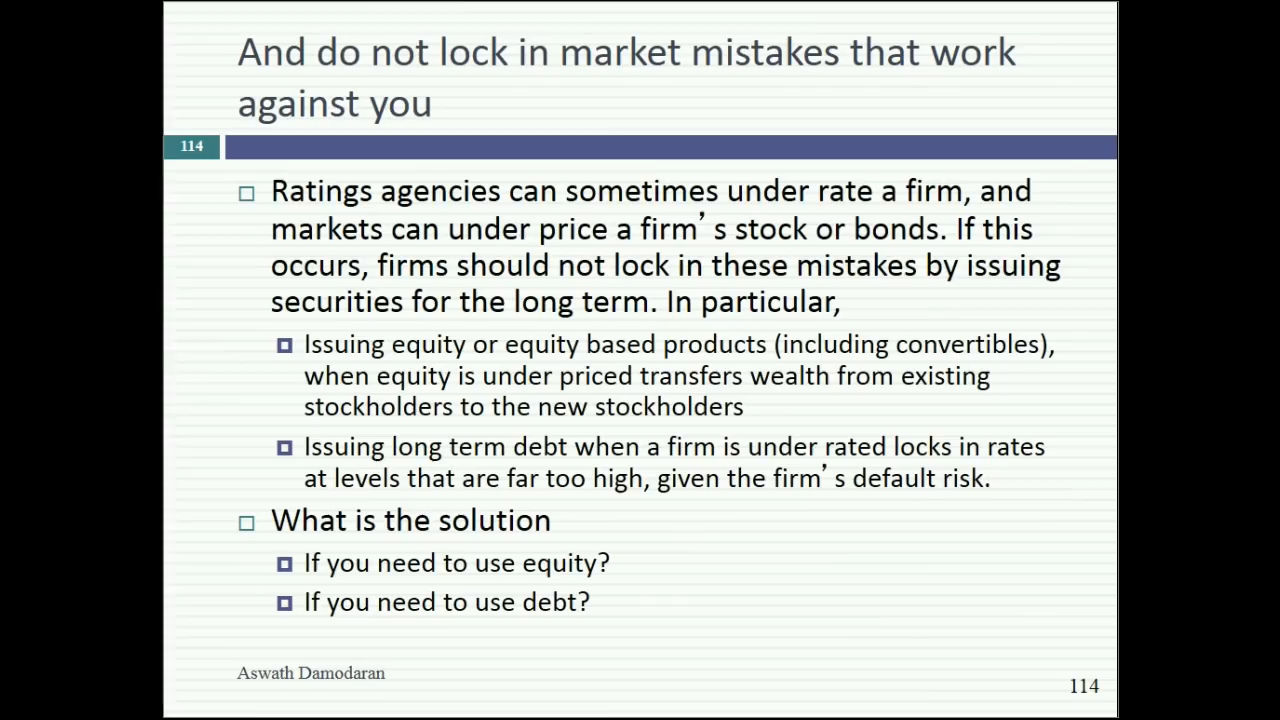 And do not lock in market mistakes that work
against you
114
□ Ratings agencies can sometimes under rate a firm, and
markets can under price a firm’ s stock or bonds. If this
occurs, firms should not lock in these mistakes by issuing
securities for the long term. In particular,
Issuing equity or equity based products (including convertibles),
when equity is under priced transfers wealth from existing
stockholders to the new stockholders
Issuing long term debt when a firm is under rated locks in rates
at levels that are far too high, given the firm’ s default risk.
□ What is the solution
If you need to use equity?
If you need to use debt?
Aswath Damodaran
114